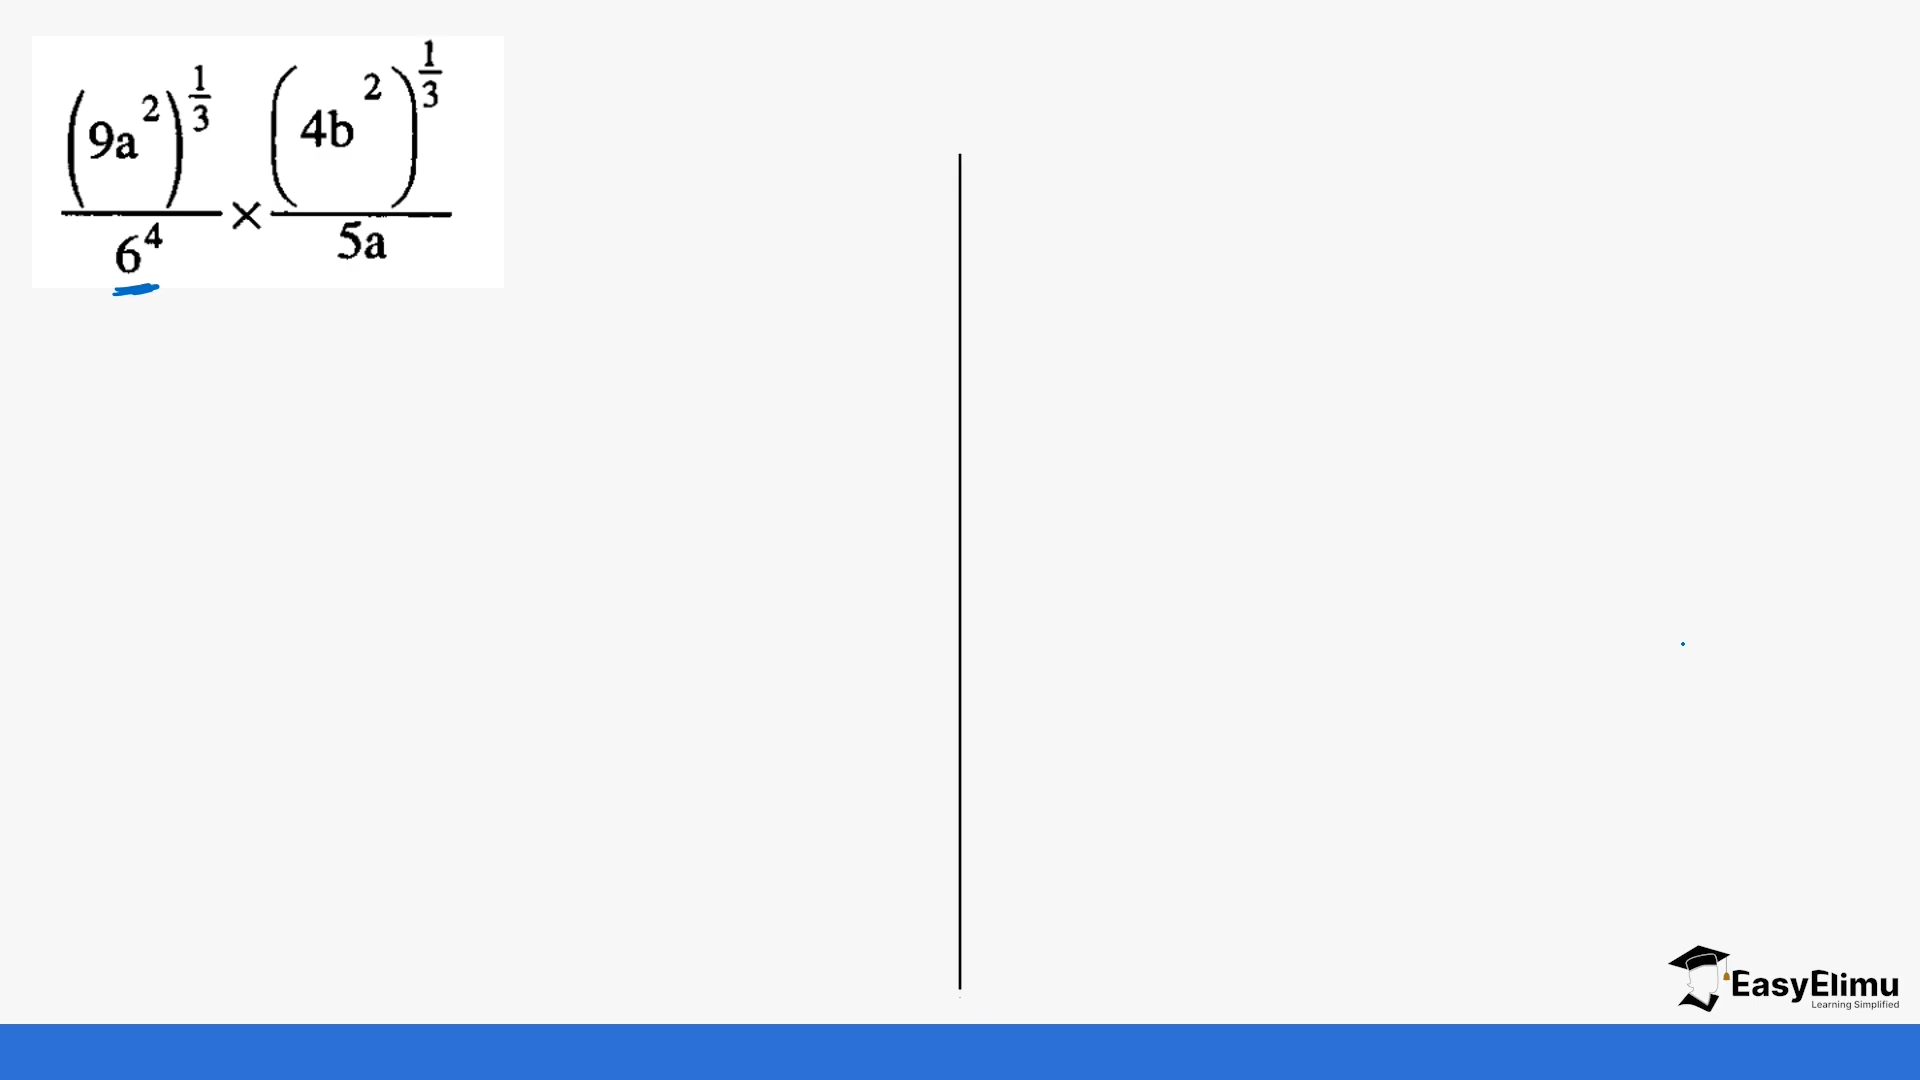 (9a²)^(1/3) / 6⁴ × (4b²)^(1/3) / 5a
EasyElimu
Learning Simplified